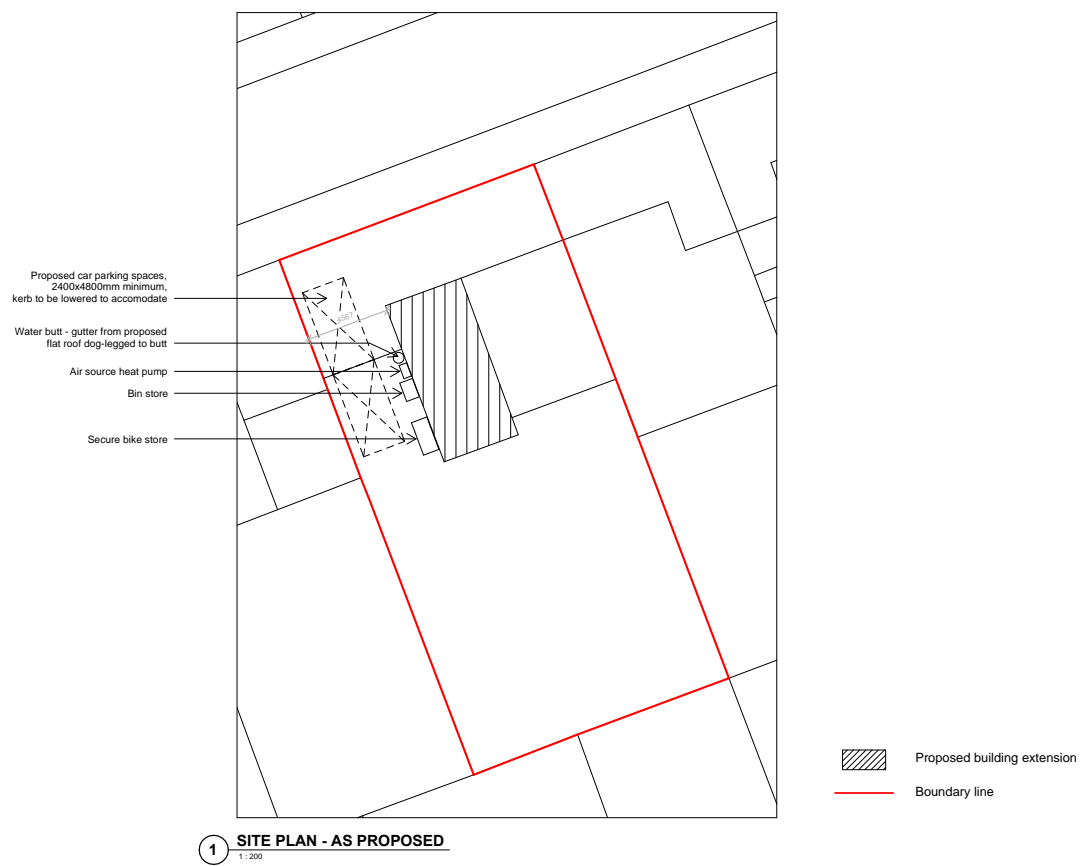 Proposed car parking spaces,
2400x4800mm minimum,
kerb to be lowered to accomodate
4567
Water butt - gutter from proposed
flat roof dog-legged to butt
Air source heat pump
Bin store
Secure bike store
Proposed building extension
Boundary line
1 SITE PLAN - AS PROPOSED
1 : 200